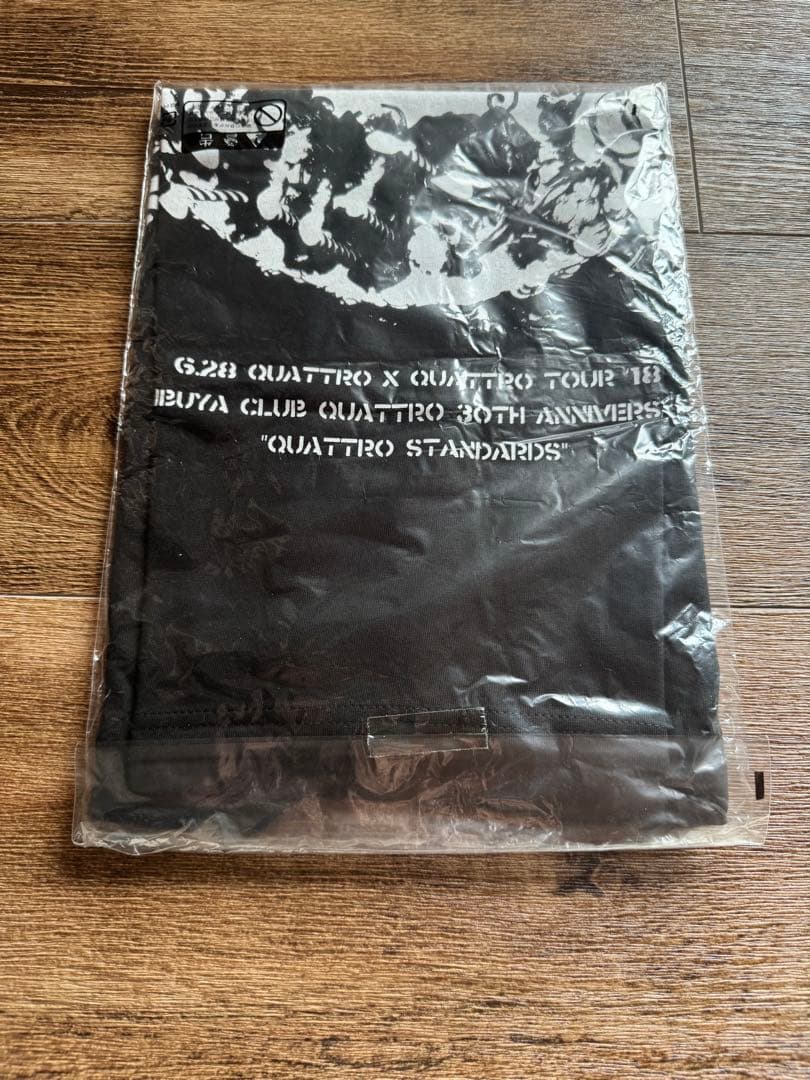 6.28 QUATTRO X QUATTRO TOUR '18
IBUYA CLUB QUATTRO 30TH ANNIVERS
"QUATTRO STANDARDS"